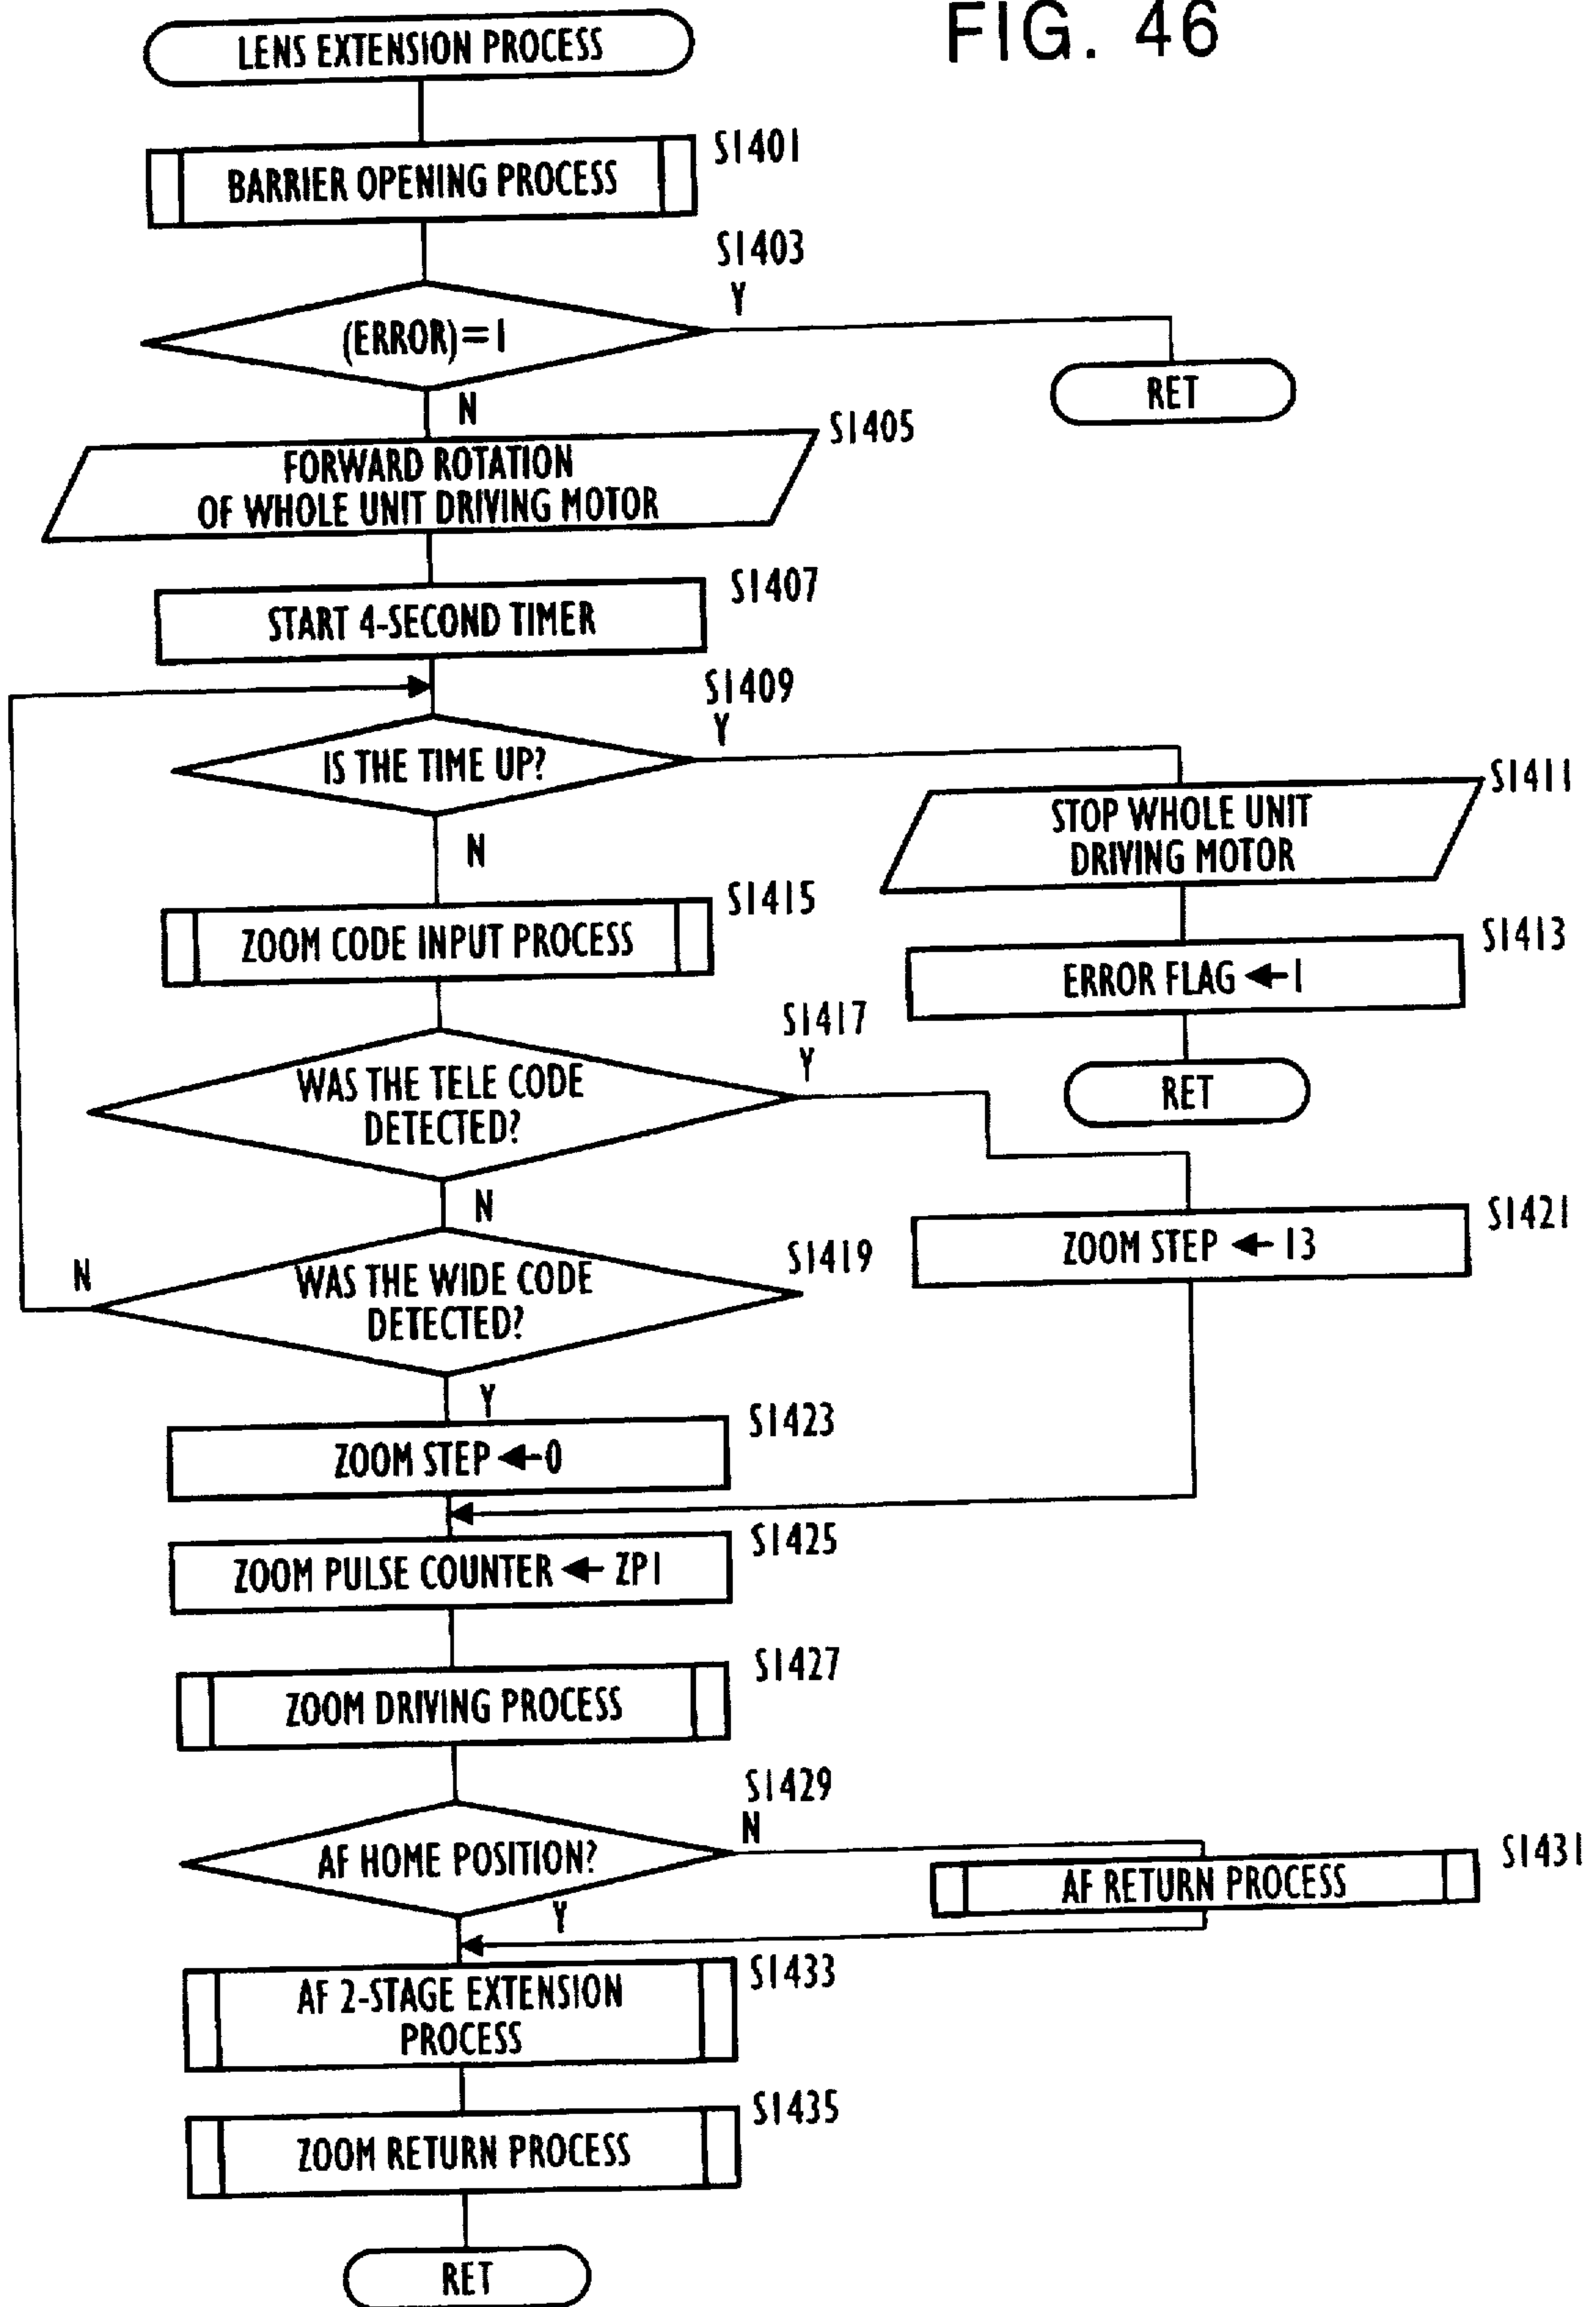 FIG. 46
LENS EXTENSION PROCESS
S1401
BARRIER OPENING PROCESS
S1403
Y
(ERROR)=1
RET
N
S1405
FORWARD ROTATION
OF WHOLE UNIT DRIVING MOTOR
S1407
START 4-SECOND TIMER
S1409
Y
IS THE TIME UP?
S1411
STOP WHOLE UNIT
DRIVING MOTOR
N
S1415
ZOOM CODE INPUT PROCESS
S1413
ERROR FLAG ←1
S1417
Y
RET
WAS THE TELE CODE
DETECTED?
N
S1421
ZOOM STEP ← 13
S1419
N
WAS THE WIDE CODE
DETECTED?
Y
S1423
ZOOM STEP ←0
S1425
ZOOM PULSE COUNTER ← ZP1
S1427
ZOOM DRIVING PROCESS
S1429
N
AF HOME POSITION?
S1431
AF RETURN PROCESS
Y
S1433
AF 2-STAGE EXTENSION
PROCESS
S1435
ZOOM RETURN PROCESS
RET